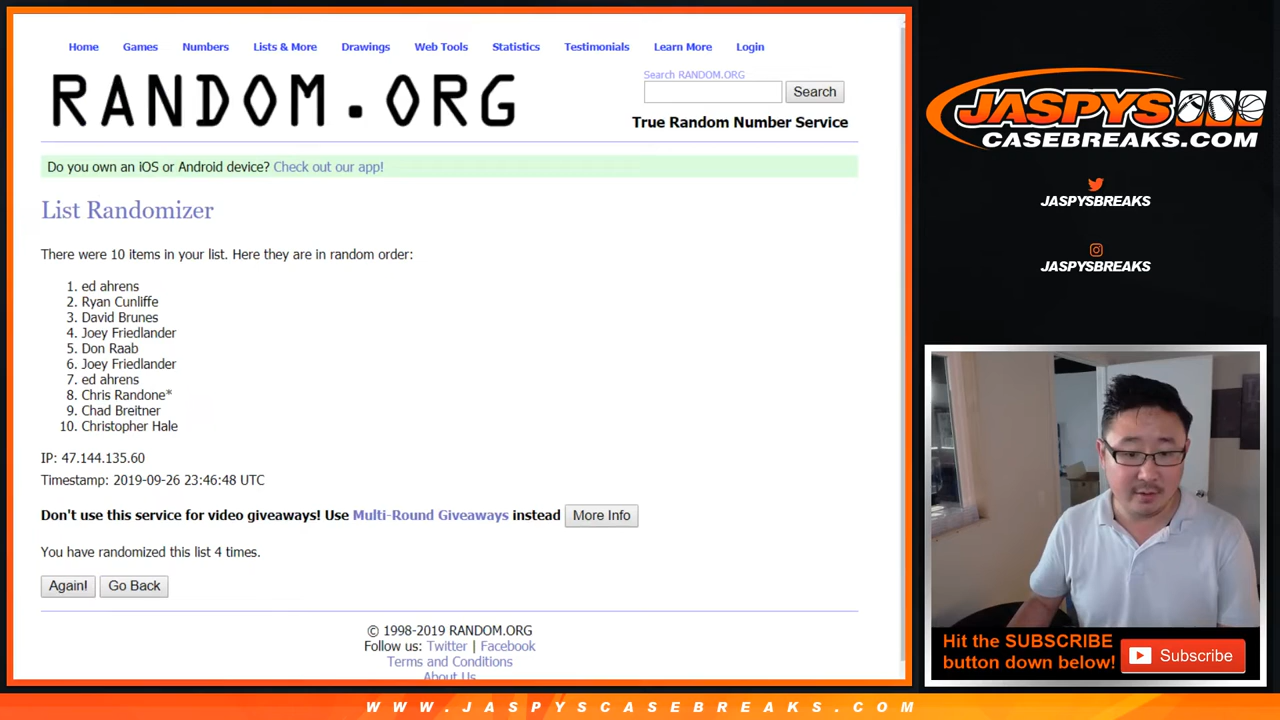 Home Games Numbers Lists & More Drawings Web Tools Statistics Testimonials Learn More Login
RANDOM.ORG
Search RANDOM.ORG
Search
True Random Number Service
Do you own an iOS or Android device? Check out our app!
List Randomizer
There were 10 items in your list. Here they are in random order:
1. ed ahrens
2. Ryan Cunliffe
3. David Brunes
4. Joey Friedlander
5. Don Raab
6. Joey Friedlander
7. ed ahrens
8. Chris Randone*
9. Chad Breitner
10. Christopher Hale
IP: 47.144.135.60
Timestamp: 2019-09-26 23:46:48 UTC
Don't use this service for video giveaways! Use Multi-Round Giveaways instead More Info
You have randomized this list 4 times.
Again! Go Back
© 1998-2019 RANDOM.ORG
Follow us: Twitter | Facebook
Terms and Conditions
About Us
JASPYS
CASEBREAKS.COM
JASPYSBREAKS
JASPYSBREAKS
Hit the SUBSCRIBE
button down below!
Subscribe
WWW.JASPYSCASEBREAKS.COM